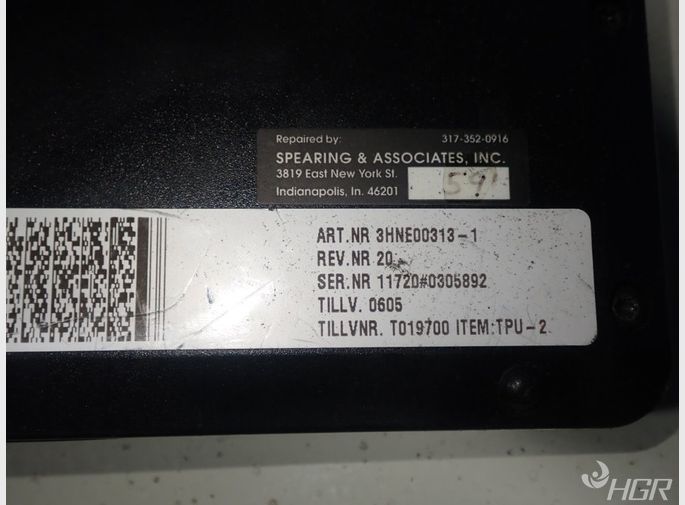 Repaired by: 317-352-0916
SPEARING & ASSOCIATES, INC.
3819 East New York St.
Indianapolis, In. 46201
ART.NR 3HNE00313-1
REV.NR 20
SER.NR 11720#0305892
TILLV. 0605
TILLVNR. T019700 ITEM:TPU-2
HGR